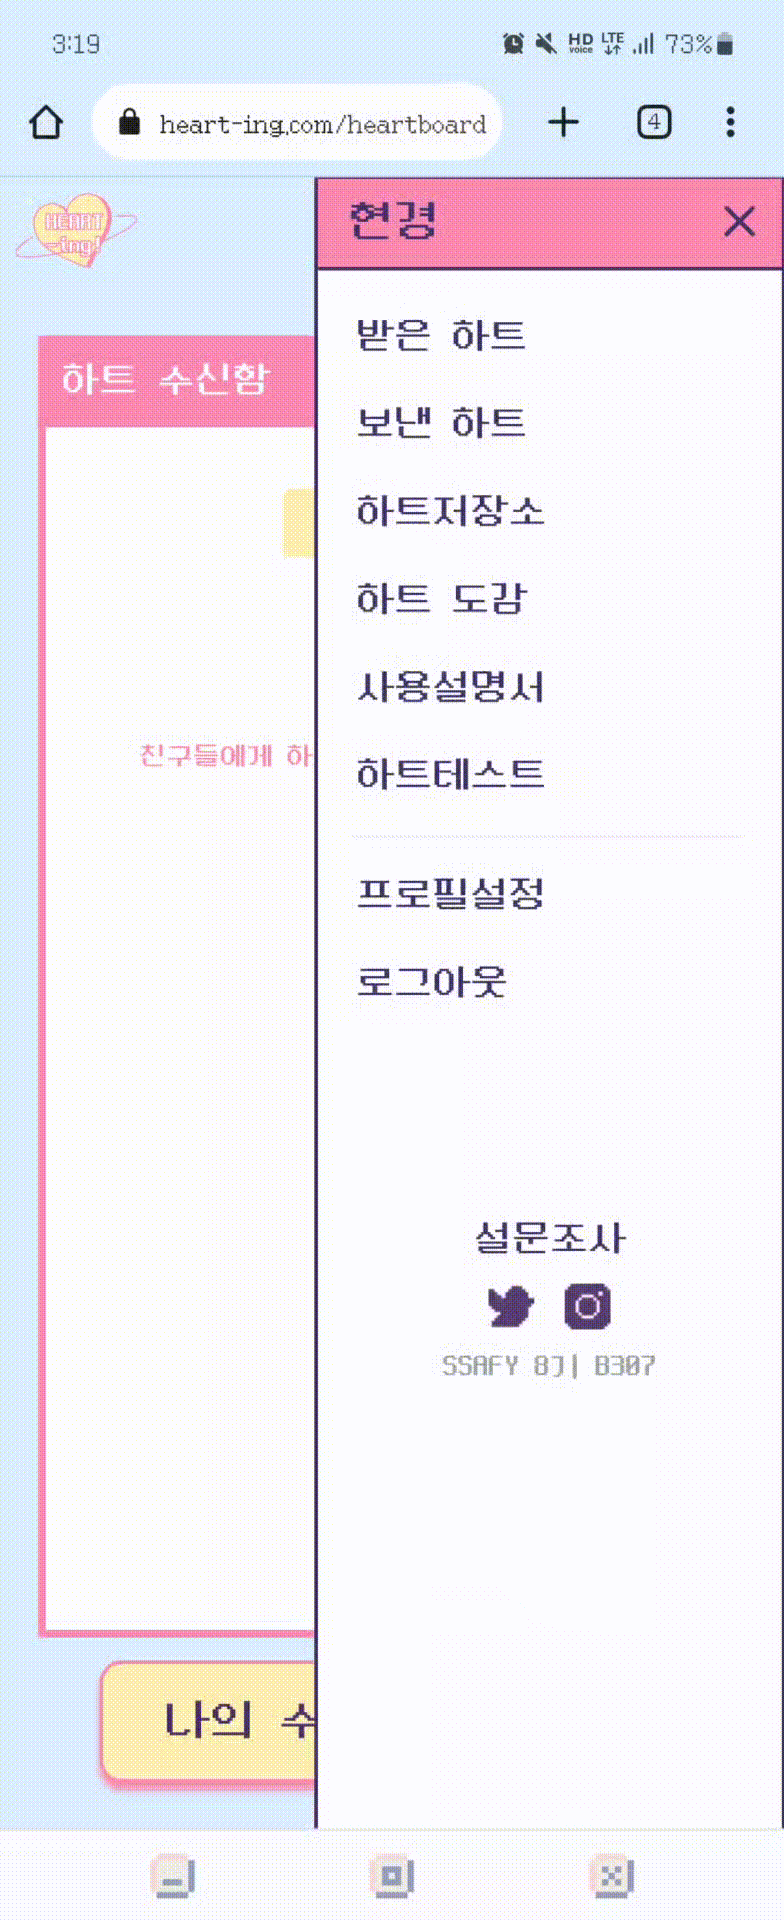 3:19 HD voice LTE 73%
heart-ing.com/heartboard 4
HEART
-ing!
현경
하트 수신함
받은 하트
보낸 하트
하트저장소
하트 도감
사용설명서
친구들에게 하
하트테스트
프로필설정
로그아웃
설문조사
SSAFY 8기| B307
나의 수